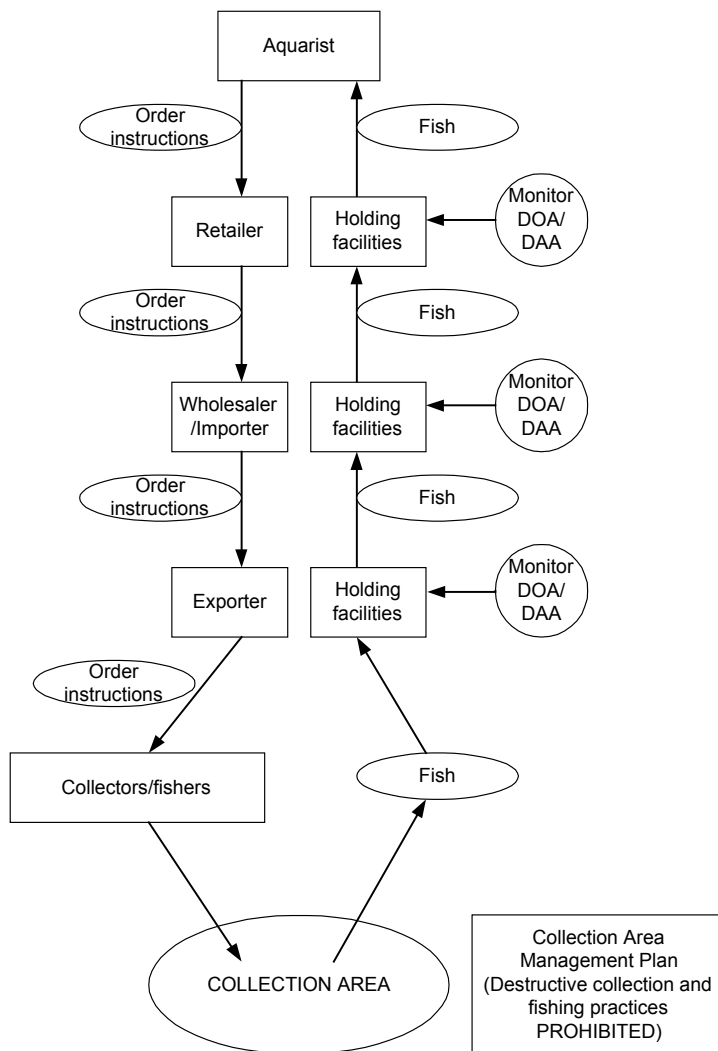 Aquarist
Order
instructions
Fish
Retailer
Holding
facilities
Monitor
DOA/
DAA
Order
instructions
Fish
Wholesaler
/Importer
Holding
facilities
Monitor
DOA/
DAA
Order
instructions
Fish
Exporter
Holding
facilities
Monitor
DOA/
DAA
Order
instructions
Collectors/fishers
Fish
COLLECTION AREA
Collection Area
Management Plan
(Destructive collection and
fishing practices
PROHIBITED)